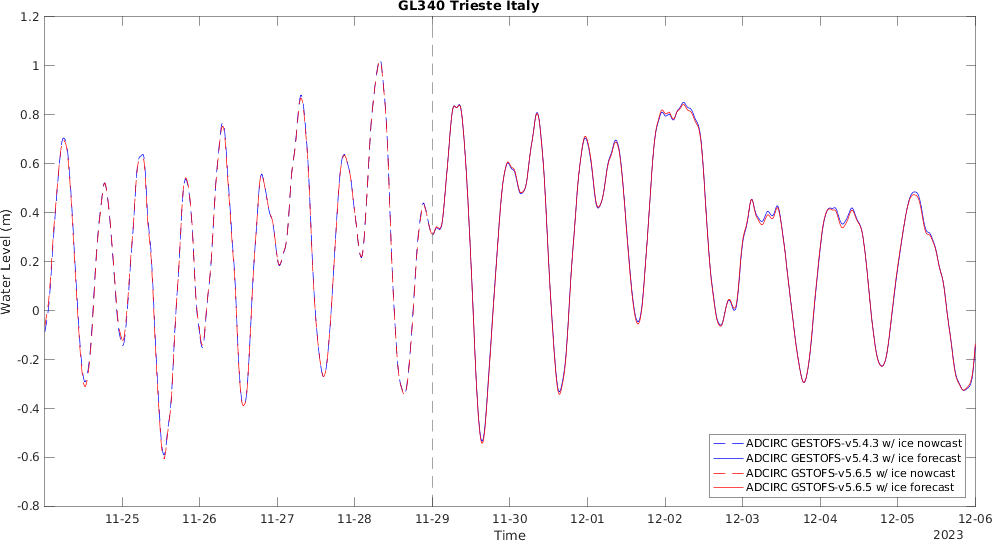 GL340 Trieste Italy
1.2
1
0.8
0.6
0.4
0.2
0
-0.2
-0.4
-0.6
-0.8
Water Level (m)
ADCIRC GESTOFS-v5.4.3 w/ ice nowcast
ADCIRC GESTOFS-v5.4.3 w/ ice forecast
ADCIRC GSTOFS-v5.6.5 w/ ice nowcast
ADCIRC GSTOFS-v5.6.5 w/ ice forecast
11-25 11-26 11-27 11-28 11-29 11-30 12-01 12-02 12-03 12-04 12-05 12-06
Time
2023